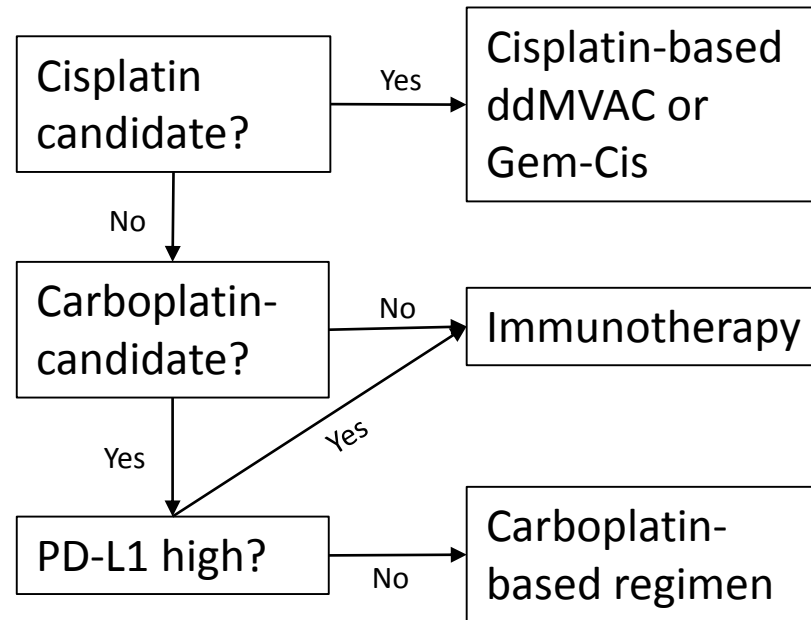 Cisplatin
candidate?
Yes
Cisplatin-based
ddMVAC or
Gem-Cis
No
Carboplatin-
candidate?
No
Immunotherapy
Yes
Yes
PD-L1 high?
No
Carboplatin-
based regimen